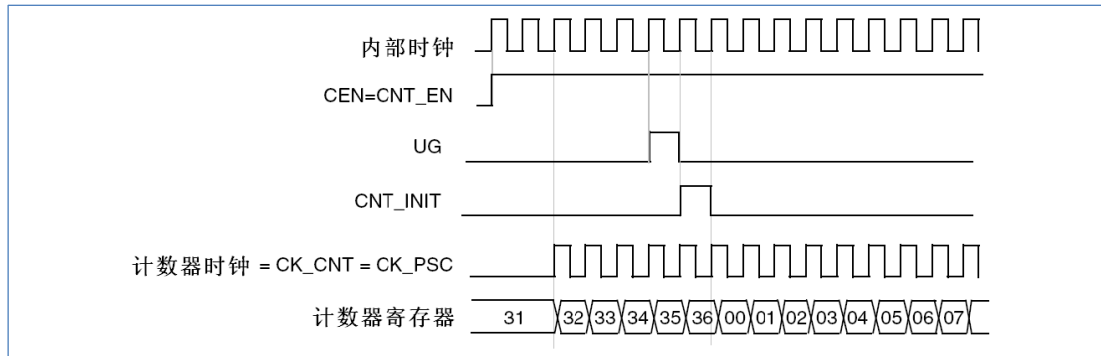 内部时钟
CEN=CNT_EN
UG
CNT_INIT
计数器时钟 = CK_CNT = CK_PSC
计数器寄存器 31 32 33 34 35 36 00 01 02 03 04 05 06 07